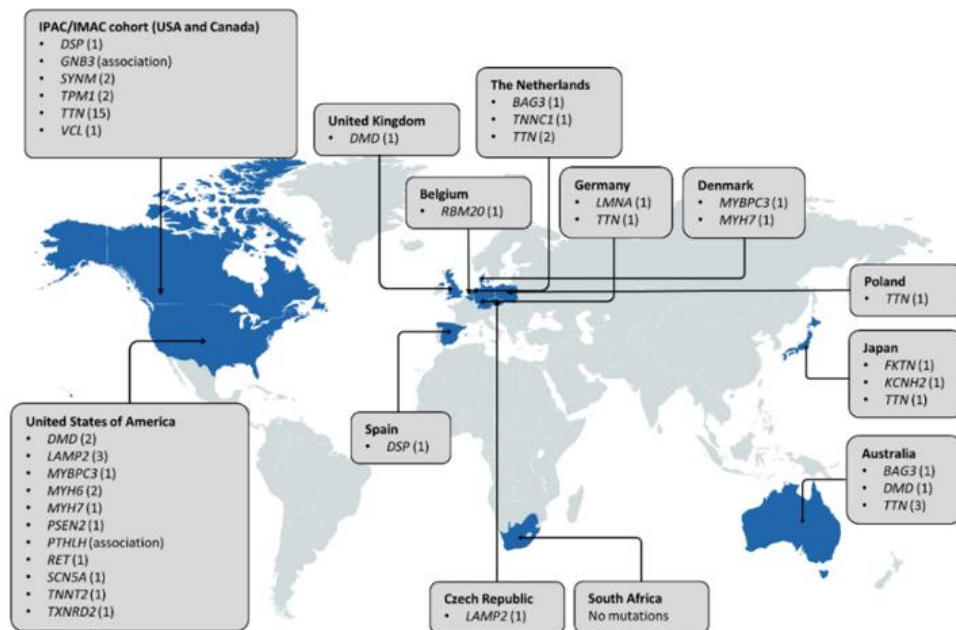 IPAC/IMAC cohort (USA and Canada)
• DSP (1)
• GNB3 (association)
• SYNM (2)
• TPM1 (2)
• TTN (15)
• VCL (1)
United Kingdom
• DMD (1)
The Netherlands
• BAG3 (1)
• TNNC1 (1)
• TTN (2)
Belgium
• RBM20 (1)
Germany
• LMNA (1)
• TTN (1)
Denmark
• MYBPC3 (1)
• MYH7 (1)
Poland
• TTN (1)
Japan
• FKTN (1)
• KCNH2 (1)
• TTN (1)
United States of America
• DMD (2)
• LAMP2 (3)
• MYBPC3 (1)
• MYH6 (2)
• MYH7 (1)
• PSEN2 (1)
• PTHLH (association)
• RET (1)
• SCN5A (1)
• TNNT2 (1)
• TXNRD2 (1)
Spain
• DSP (1)
Australia
• BAG3 (1)
• DMD (1)
• TTN (3)
Czech Republic
• LAMP2 (1)
South Africa
No mutations